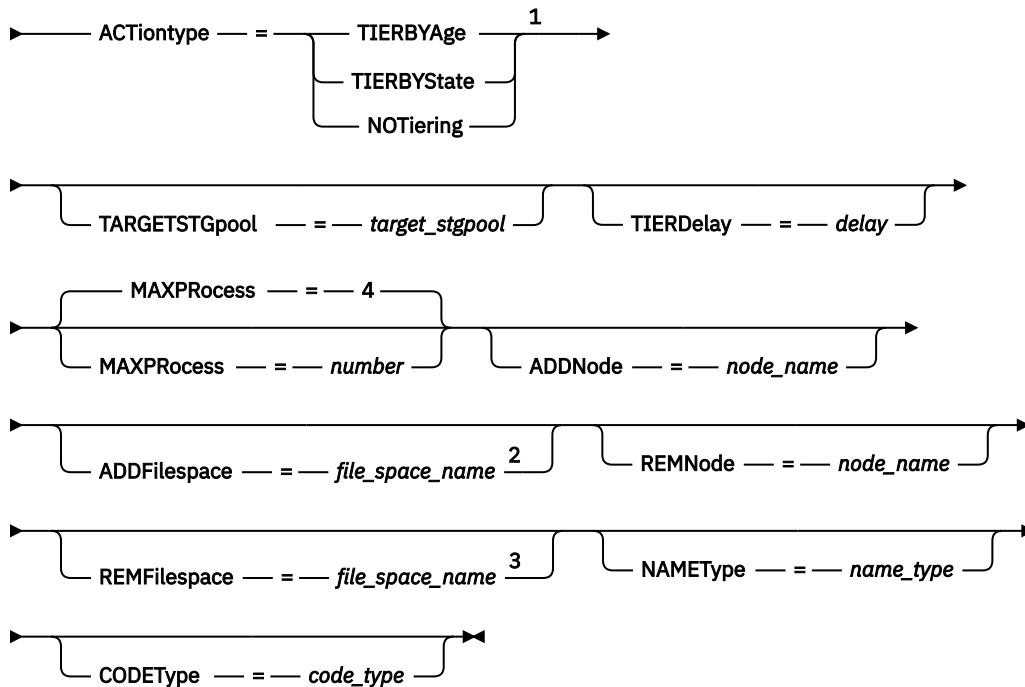 1
ACTiontype = TIERBYAge
TIERBYState
NOTiering
TARGETSTGpool = target_stgpool TIERDelay = delay
MAXPRocess = 4
MAXPRocess = number ADDNode = node_name
ADDFilespace = file_space_name 2 REMNode = node_name
REMFilespace = file_space_name 3 NAMEType = name_type
CODEType = code_type